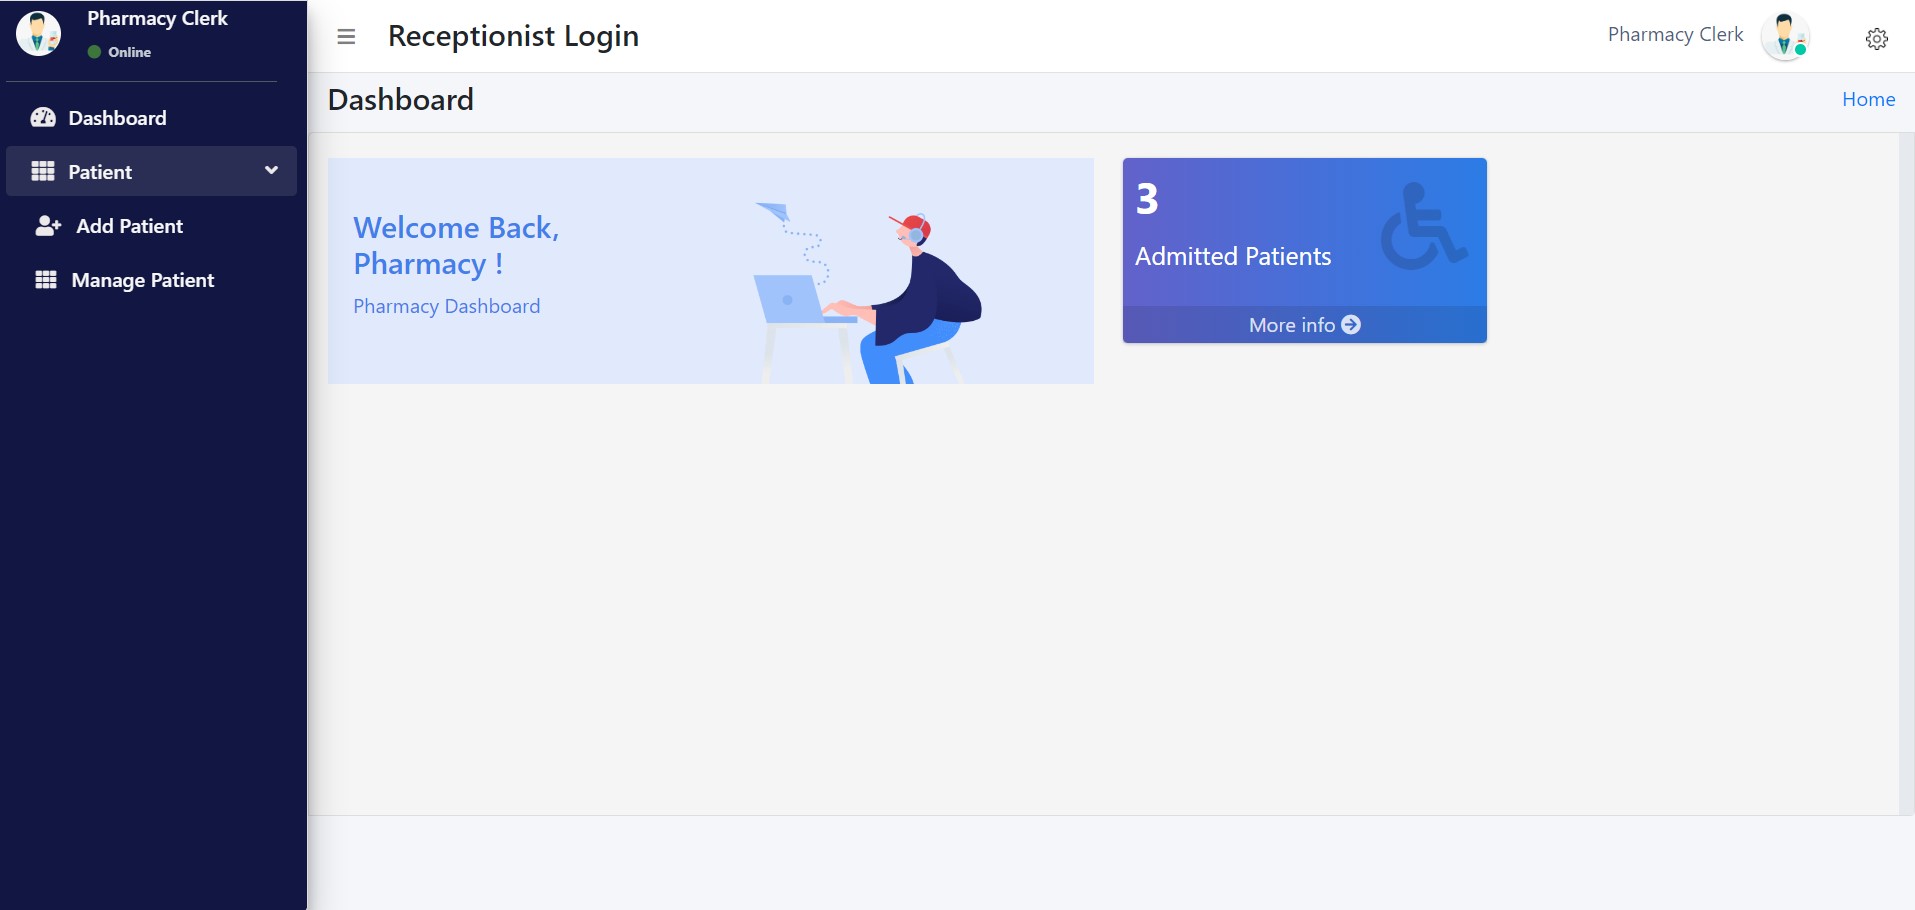 Pharmacy Clerk
Online
Dashboard
Patient
Add Patient
Manage Patient
Receptionist Login
Pharmacy Clerk
Dashboard
Home
Welcome Back,
Pharmacy !
Pharmacy Dashboard
3
Admitted Patients
More info